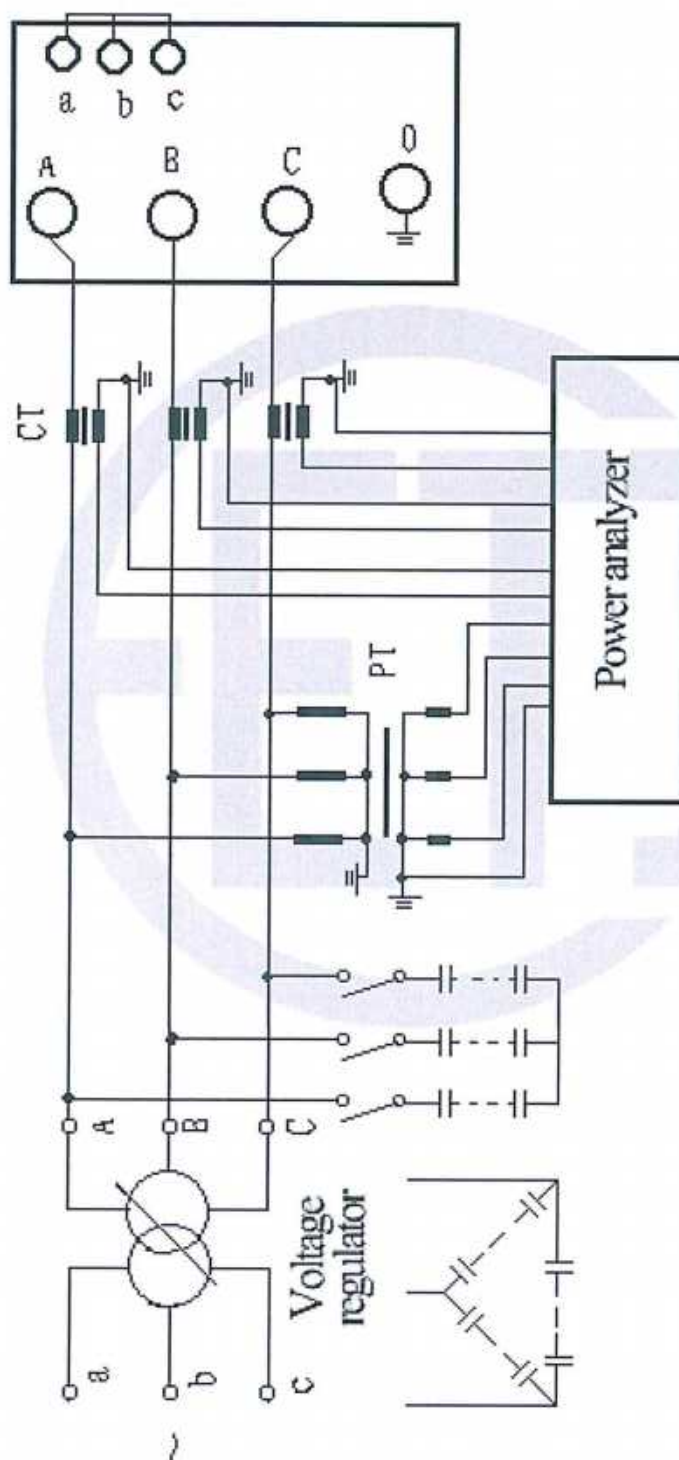 a b c
A B C 0
CT
PT
Power analyzer
A B C
Voltage
regulator
a b c
~